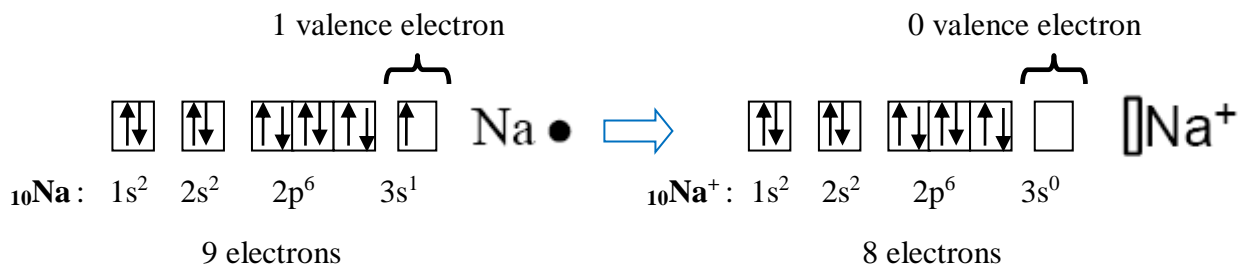 1 valence electron 0 valence electron
Na ● ▯Na⁺
₁₀Na : 1s² 2s² 2p⁶ 3s¹ ₁₀Na⁺ : 1s² 2s² 2p⁶ 3s⁰
9 electrons 8 electrons